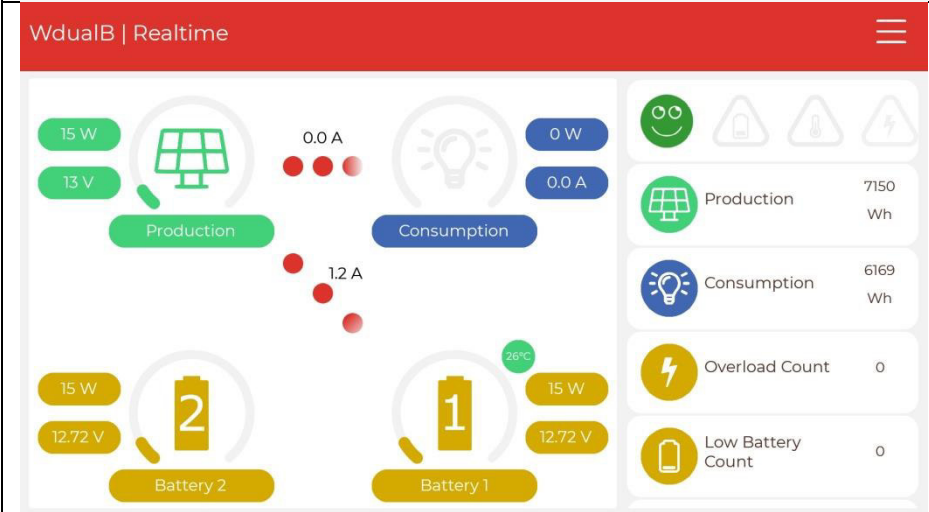 WdualB | Realtime
15 W
13 V
Production
0.0 A
0 W
0.0 A
Consumption
1.2 A
15 W
12.72 V
2
Battery 2
26°C
15 W
12.72 V
1
Battery 1
Production
7150
Wh
Consumption
6169
Wh
Overload Count
0
Low Battery
Count
0